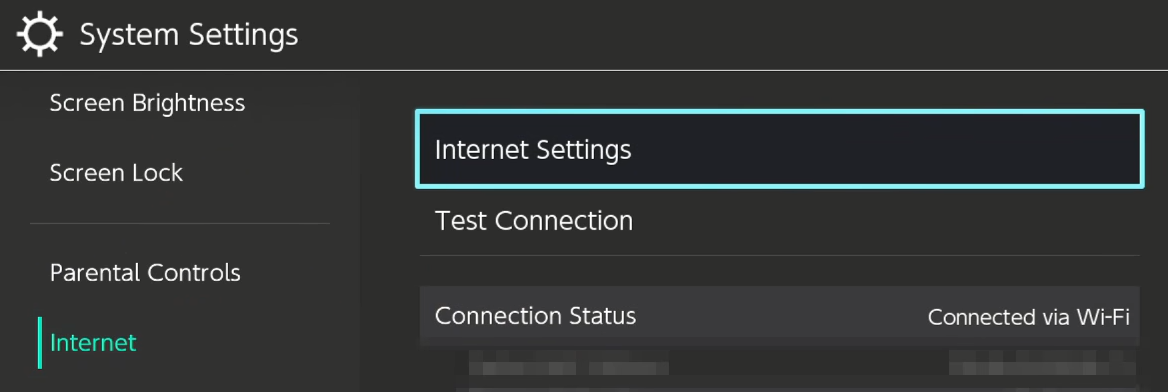 System Settings
Screen Brightness
Screen Lock
Parental Controls
Internet
Internet Settings
Test Connection
Connection Status Connected via Wi-Fi